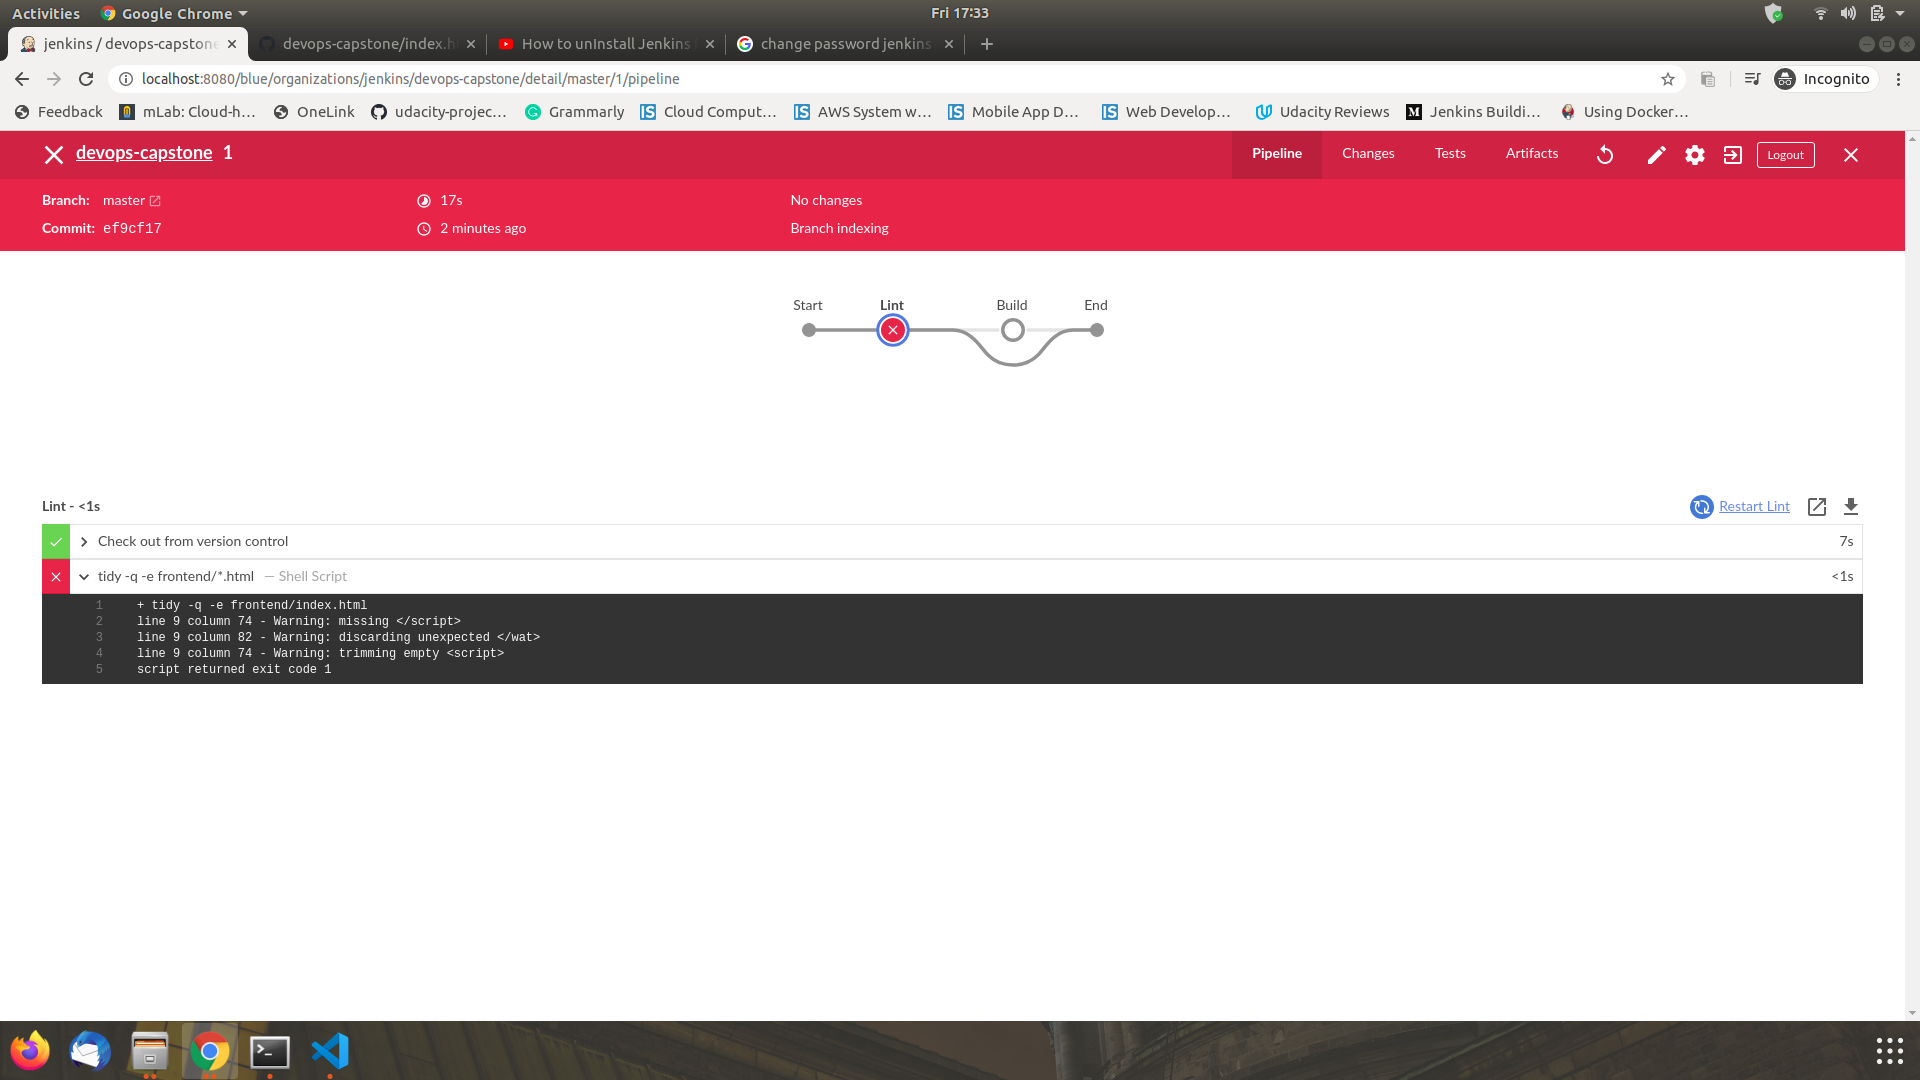 Activities Google Chrome Fri 17:33
jenkins / devops-capstone devops-capstone/index.h How to unInstall Jenkins change password jenkins
localhost:8080/blue/organizations/jenkins/devops-capstone/detail/master/1/pipeline Incognito
Feedback mLab: Cloud-h... OneLink udacity-projec... Grammarly Cloud Comput... AWS System w... Mobile App D... Web Develop... Udacity Reviews Jenkins Buildi... Using Docker...
devops-capstone 1 Pipeline Changes Tests Artifacts Logout
Branch: master 17s No changes
Commit: ef9cf17 2 minutes ago Branch indexing
Start Lint Build End
Lint - <1s Restart Lint
Check out from version control 7s
tidy -q -e frontend/*.html — Shell Script <1s
1 + tidy -q -e frontend/index.html
2 line 9 column 74 - Warning: missing </script>
3 line 9 column 82 - Warning: discarding unexpected </wat>
4 line 9 column 74 - Warning: trimming empty <script>
5 script returned exit code 1